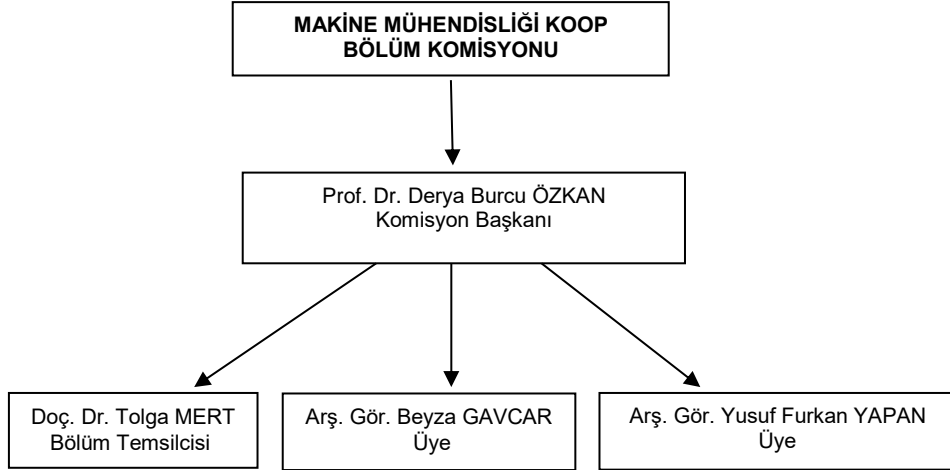 MAKİNE MÜHENDİSLİĞİ KOOP
BÖLÜM KOMİSYONU
Prof. Dr. Derya Burcu ÖZKAN
Komisyon Başkanı
Doç. Dr. Tolga MERT
Bölüm Temsilcisi
Arş. Gör. Beyza GAVCAR
Üye
Arş. Gör. Yusuf Furkan YAPAN
Üye